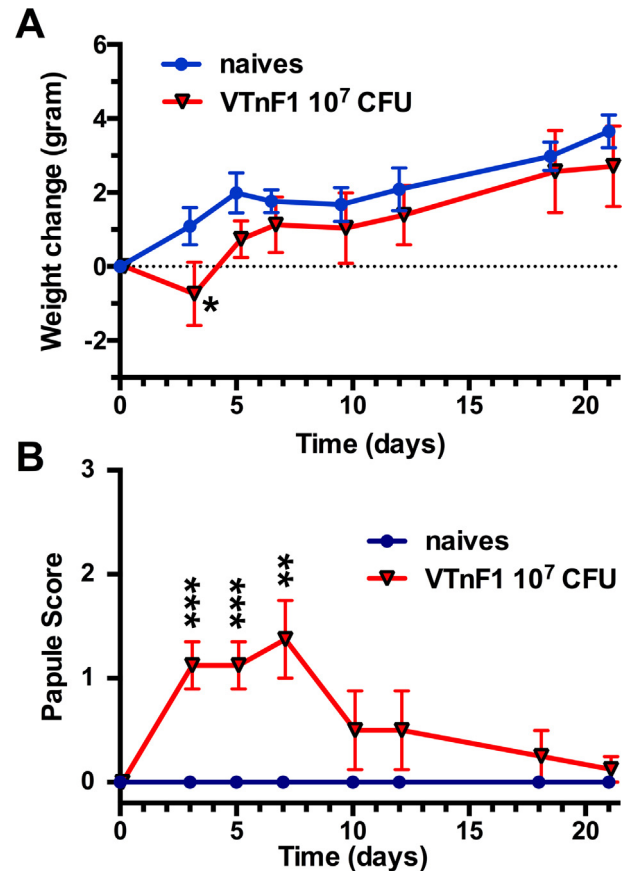 A
Weight change (gram)
6
4
2
0
-2
naives
VTnF1 10⁷ CFU
*
0 5 10 15 20
Time (days)
B
Papule Score
3
2
1
0
naives
VTnF1 10⁷ CFU
*** *** **
0 5 10 15 20
Time (days)